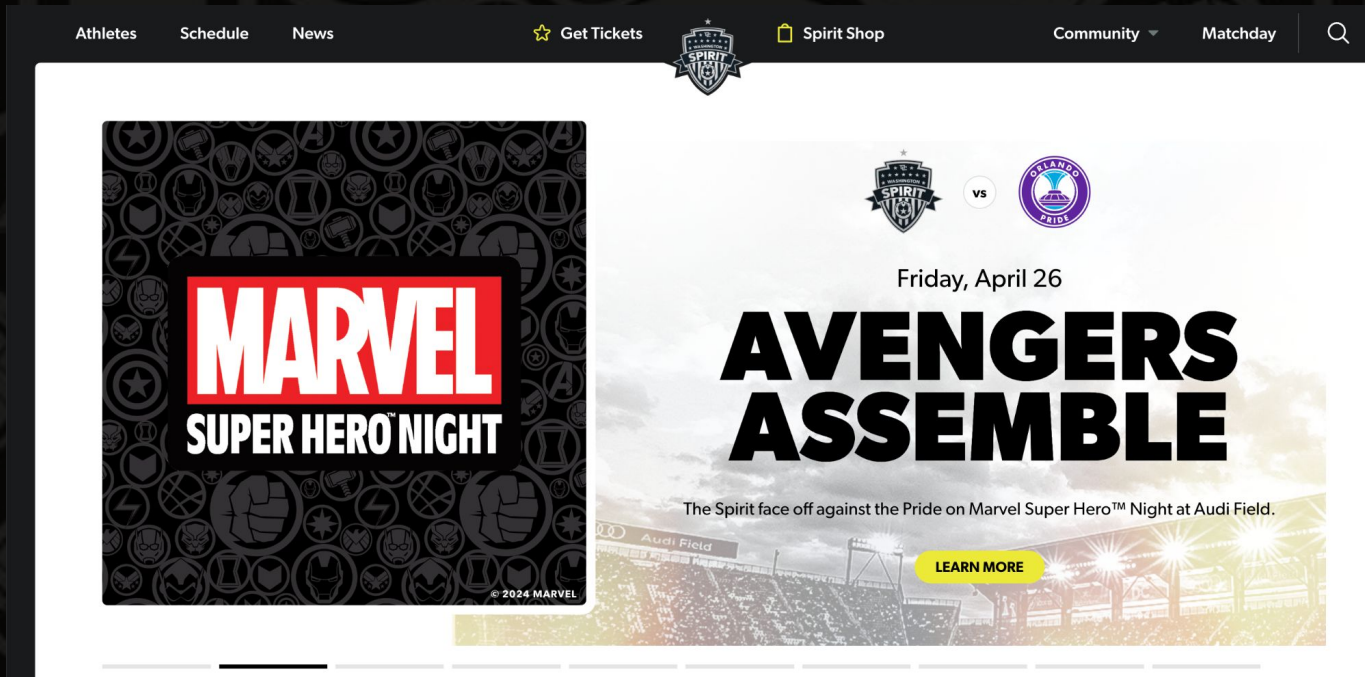 Athletes
Schedule
News
Get Tickets
WASHINGTON
SPIRIT
Spirit Shop
Community
Matchday
MARVEL
SUPER HERO™ NIGHT
© 2024 MARVEL
WASHINGTON
SPIRIT
VS
ORLANDO
PRIDE
Friday, April 26
AVENGERS
ASSEMBLE
The Spirit face off against the Pride on Marvel Super Hero™ Night at Audi Field.
Audi Field
LEARN MORE